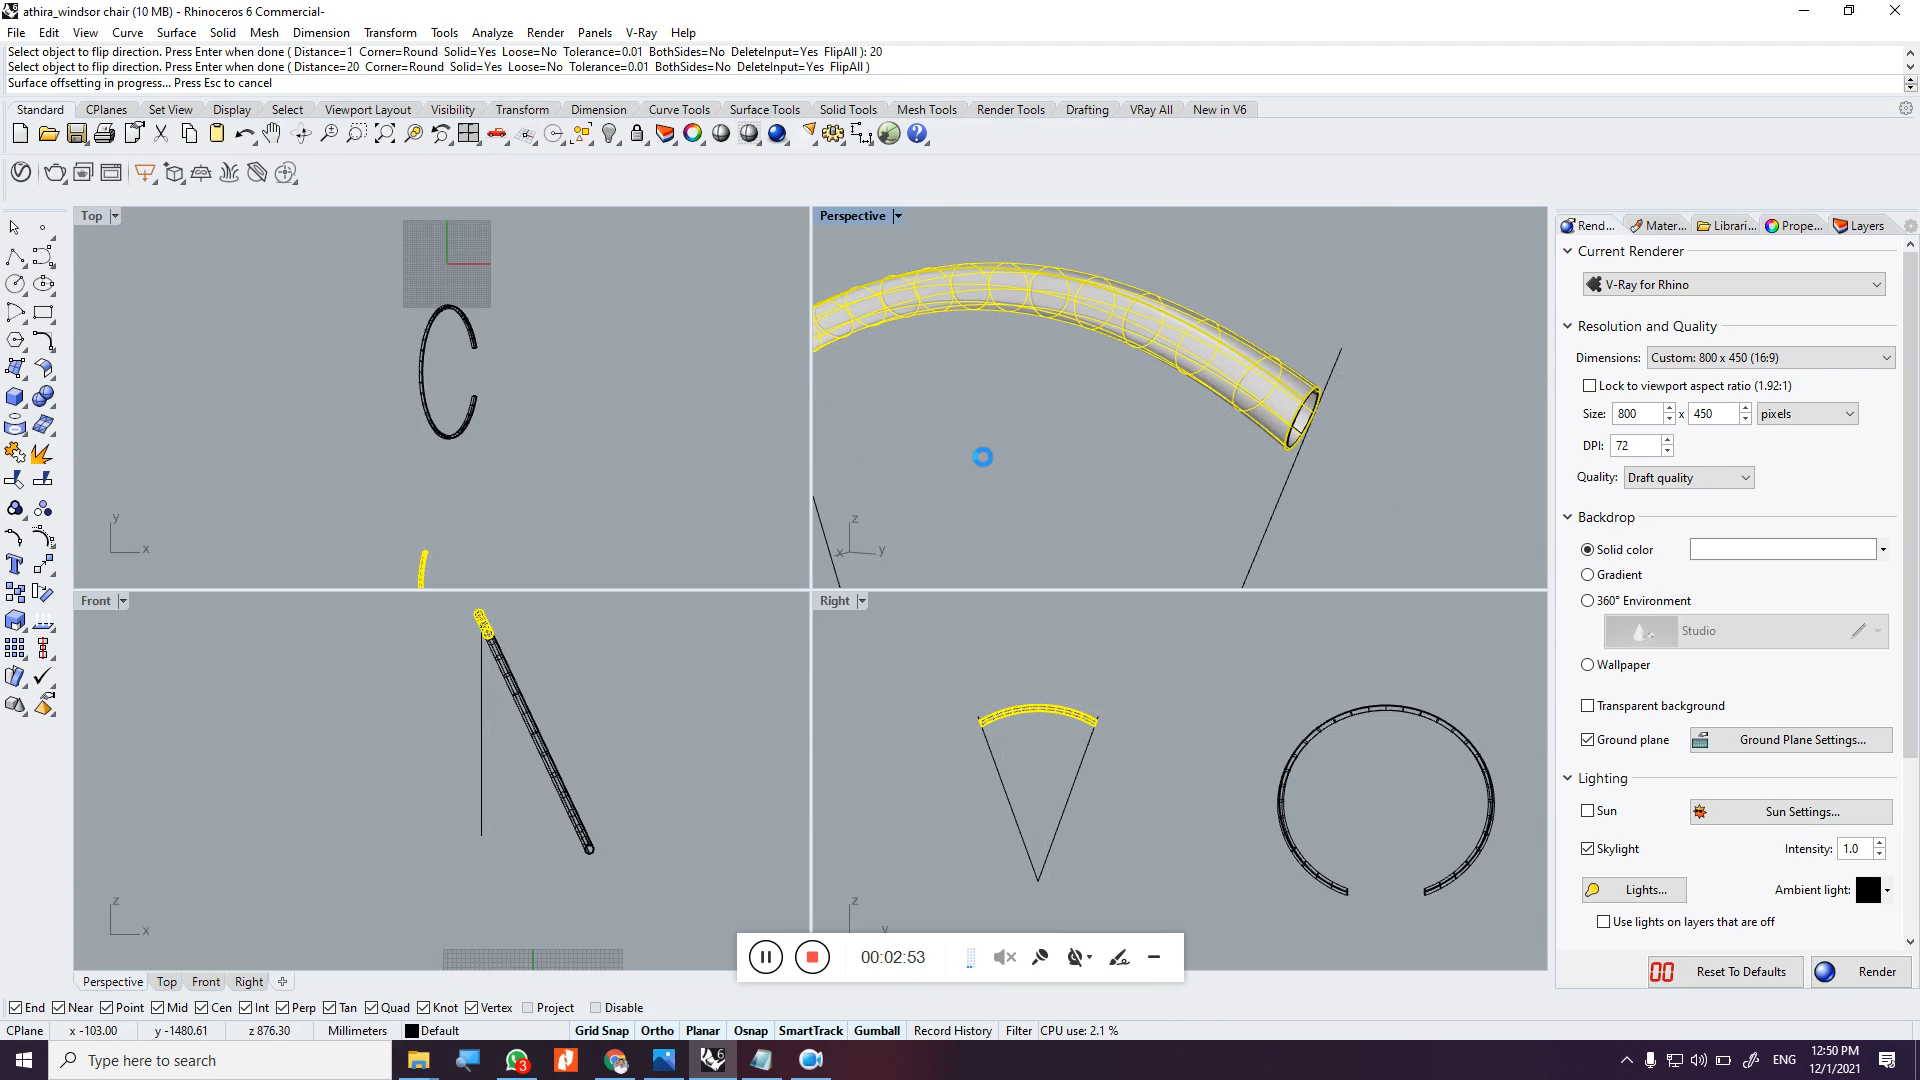 athira_windsor chair (10 MB) - Rhinoceros 6 Commercial-
File Edit View Curve Surface Solid Mesh Dimension Transform Tools Analyze Render Panels V-Ray Help
Select object to flip direction. Press Enter when done ( Distance=1 Corner=Round Solid=Yes Loose=No Tolerance=0.01 BothSides=No DeleteInput=Yes FlipAll ): 20
Select object to flip direction. Press Enter when done ( Distance=20 Corner=Round Solid=Yes Loose=No Tolerance=0.01 BothSides=No DeleteInput=Yes FlipAll )
Surface offsetting in progress... Press Esc to cancel
Standard CPlanes Set View Display Select Viewport Layout Visibility Transform Dimension Curve Tools Surface Tools Solid Tools Mesh Tools Render Tools Drafting VRay All New in V6
Top
Perspective
Rend... Mater... Librari... Prope... Layers
Current Renderer
V-Ray for Rhino
Resolution and Quality
Dimensions: Custom: 800 x 450 (16:9)
Lock to viewport aspect ratio (1.92:1)
Size: 800 x 450 pixels
DPI: 72
Quality: Draft quality
Backdrop
Solid color
Gradient
360° Environment
Studio
Wallpaper
Transparent background
Ground plane Ground Plane Settings...
Lighting
Sun Sun Settings...
Skylight Intensity: 1.0
Lights... Ambient light:
Use lights on layers that are off
Reset To Defaults Render
y
x
z
x
y
Front
Right
z
x
z
y
00:02:53
Perspective Top Front Right
End Near Point Mid Cen Int Perp Tan Quad Knot Vertex Project Disable
CPlane x -103.00 y -1480.61 z 876.30 Millimeters Default Grid Snap Ortho Planar Osnap SmartTrack Gumball Record History Filter CPU use: 2.1 %
Type here to search
3
6
ENG
12:50 PM
12/1/2021